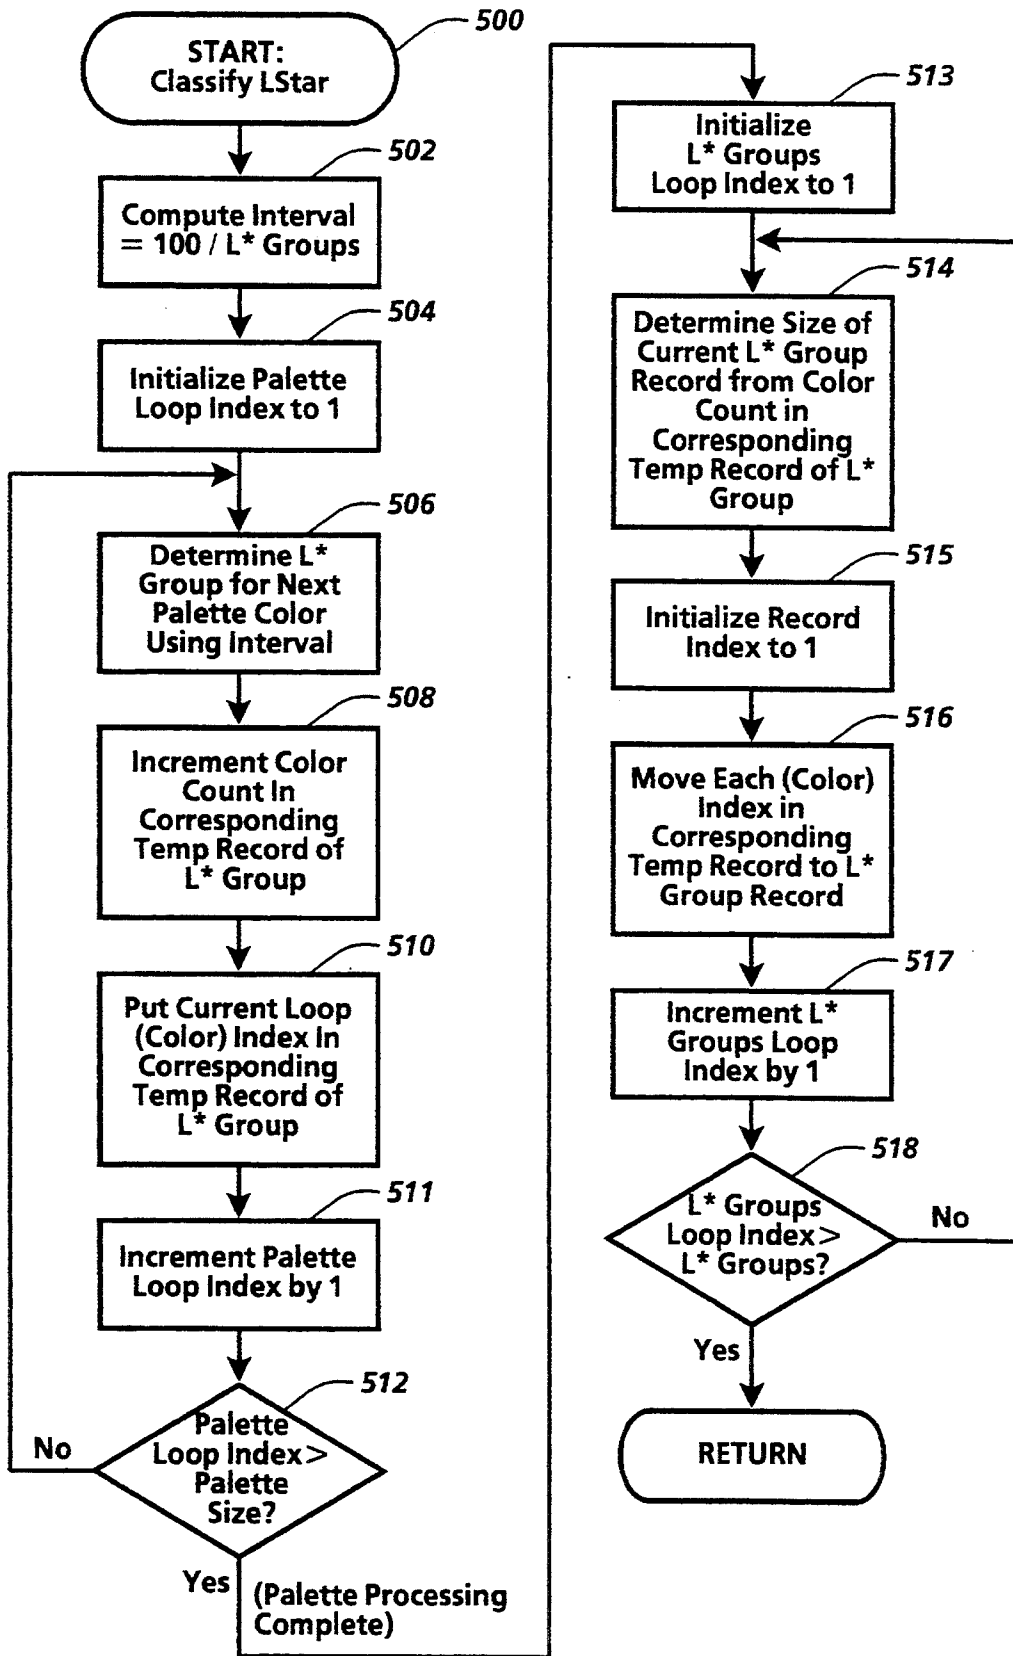 500
START:
Classify LStar
502
Compute Interval
= 100 / L* Groups
504
Initialize Palette
Loop Index to 1
506
Determine L*
Group for Next
Palette Color
Using Interval
508
Increment Color
Count In
Corresponding
Temp Record of
L* Group
510
Put Current Loop
(Color) Index In
Corresponding
Temp Record of
L* Group
511
Increment Palette
Loop Index by 1
512
Palette
Loop Index >
Palette
Size?
No
Yes
(Palette Processing
Complete)
513
Initialize
L* Groups
Loop Index to 1
514
Determine Size of
Current L* Group
Record from Color
Count in
Corresponding
Temp Record of L*
Group
515
Initialize Record
Index to 1
516
Move Each (Color)
Index in
Corresponding
Temp Record to L*
Group Record
517
Increment L*
Groups Loop
Index by 1
518
L* Groups
Loop Index >
L* Groups?
No
Yes
RETURN